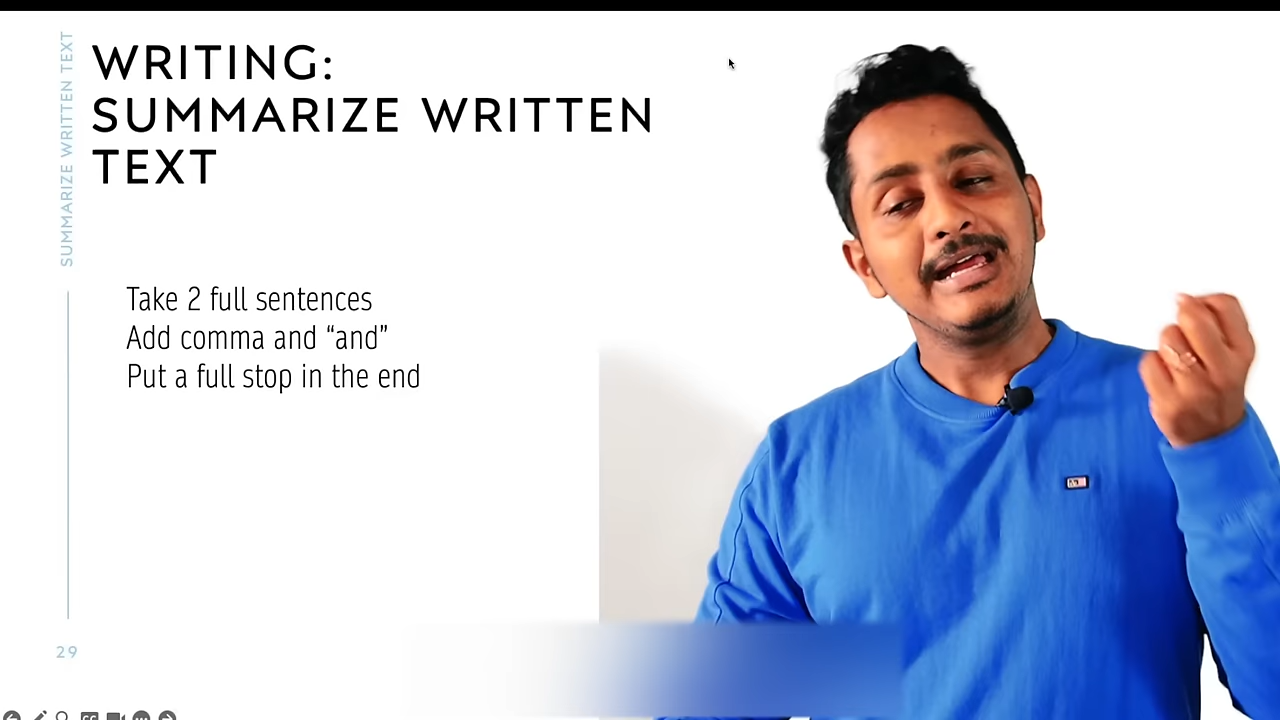 SUMMARIZE WRITTEN TEXT
WRITING:
SUMMARIZE WRITTEN
TEXT
Take 2 full sentences
Add comma and “and”
Put a full stop in the end
29